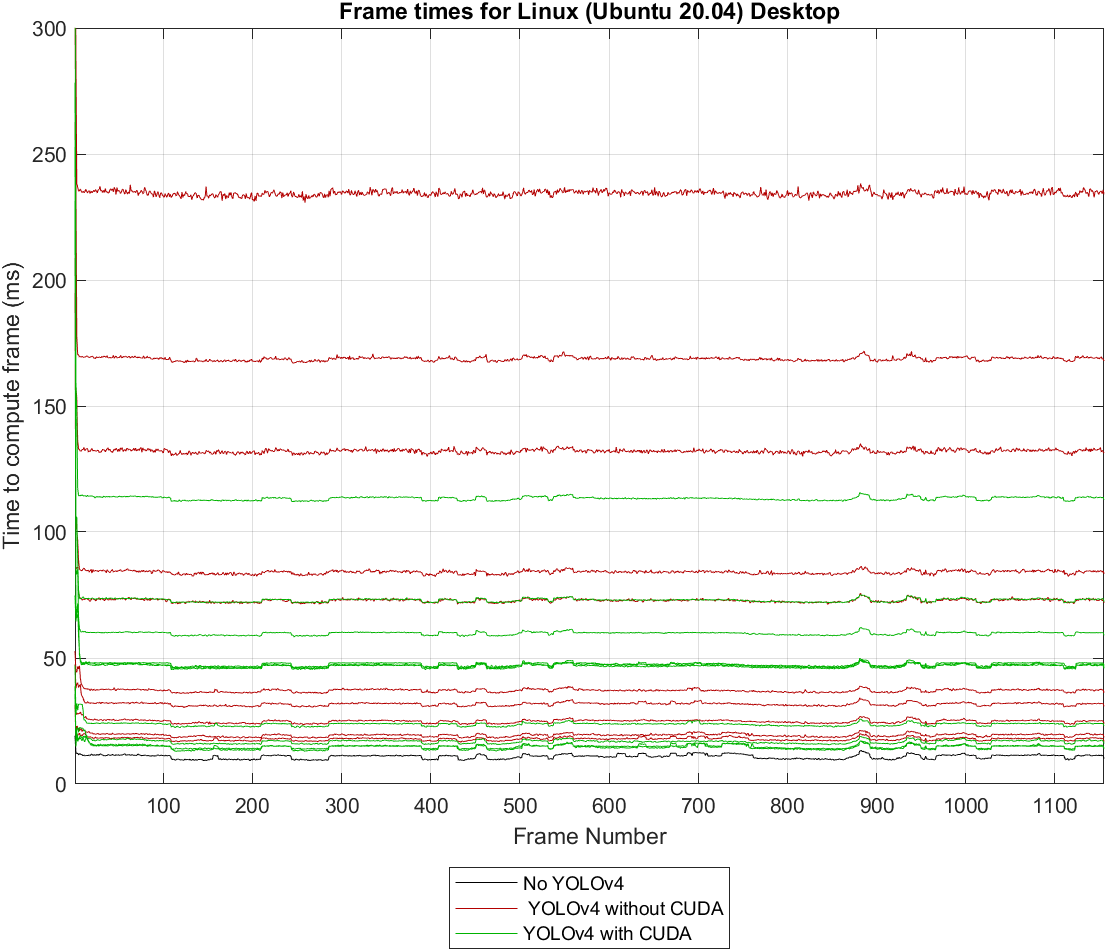 Frame times for Linux (Ubuntu 20.04) Desktop
300
250
200
150
100
50
0
Time to compute frame (ms)
100 200 300 400 500 600 700 800 900 1000 1100
Frame Number
No YOLOv4
YOLOv4 without CUDA
YOLOv4 with CUDA